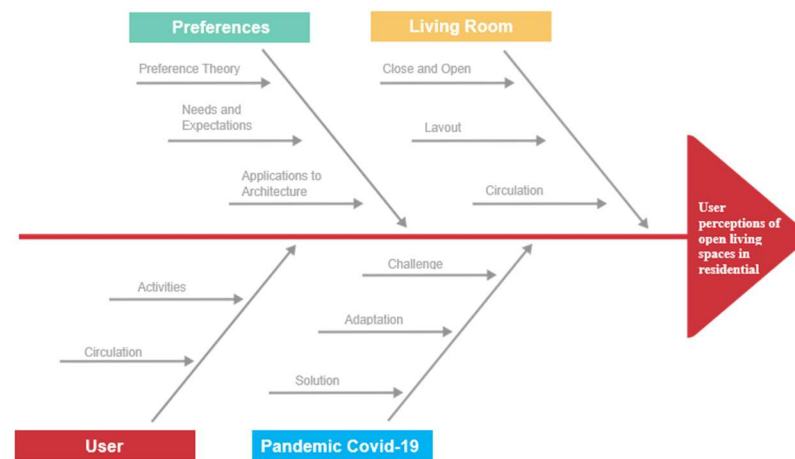 Preferences
Living Room
Preference Theory
Close and Open
Needs and
Expectations
Lavout
Applications to
Architecture
Circulation
User
perceptions of
open living
spaces in
residential
Challenge
Activities
Adaptation
Circulation
Solution
User
Pandemic Covid-19